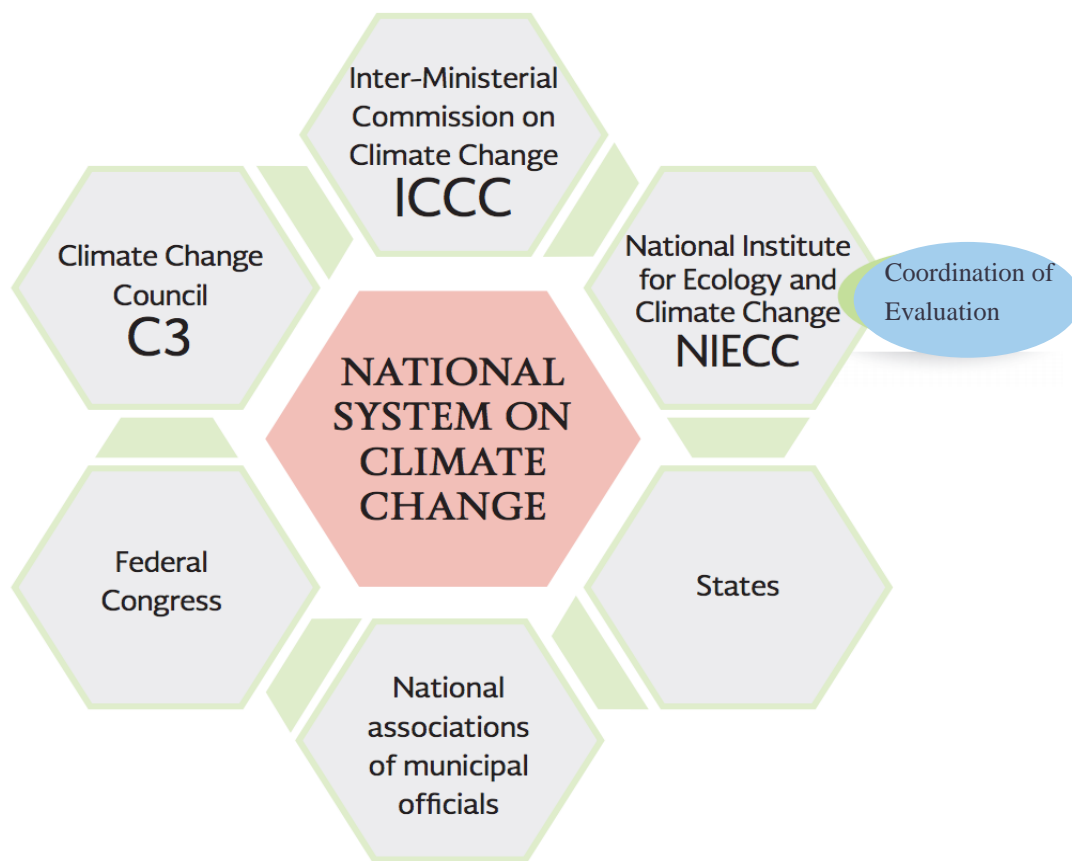 Inter-Ministerial
Commission on
Climate Change
ICCC
National Institute
for Ecology and
Climate Change
NIECC
Coordination of
Evaluation
Climate Change
Council
C3
NATIONAL
SYSTEM ON
CLIMATE
CHANGE
Federal
Congress
States
National
associations
of municipal
officials